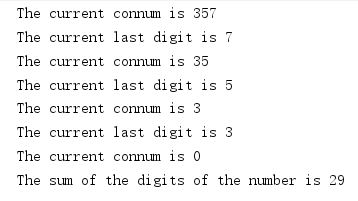 The current connum is 357
The current last digit is 7
The current connum is 35
The current last digit is 5
The current connum is 3
The current last digit is 3
The current connum is 0
The sum of the digits of the number is 29